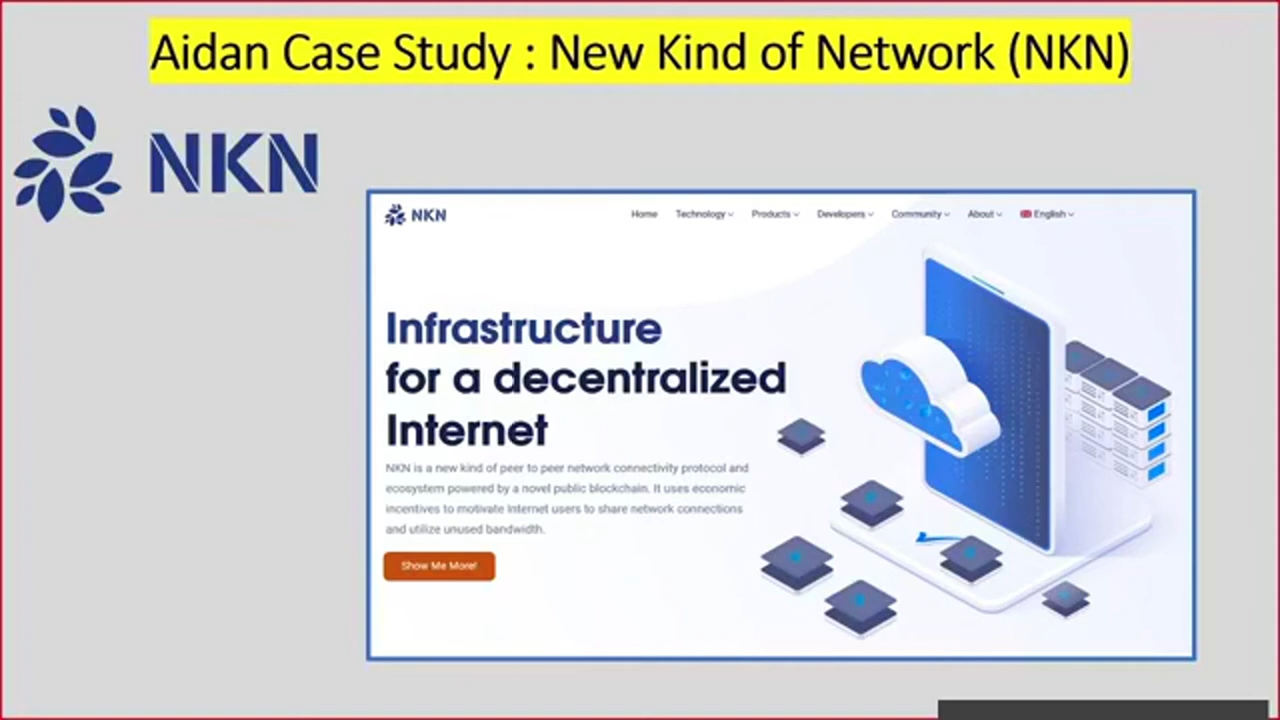 Aidan Case Study : New Kind of Network (NKN)
NKN
NKN
Home Technology Products Developers Community About English
Infrastructure
for a decentralized
Internet
NKN is a new kind of peer to peer network connectivity protocol and
ecosystem powered by a novel public blockchain. It uses economic
incentives to motivate Internet users to share network connections
and utilize unused bandwidth.
Show Me More!